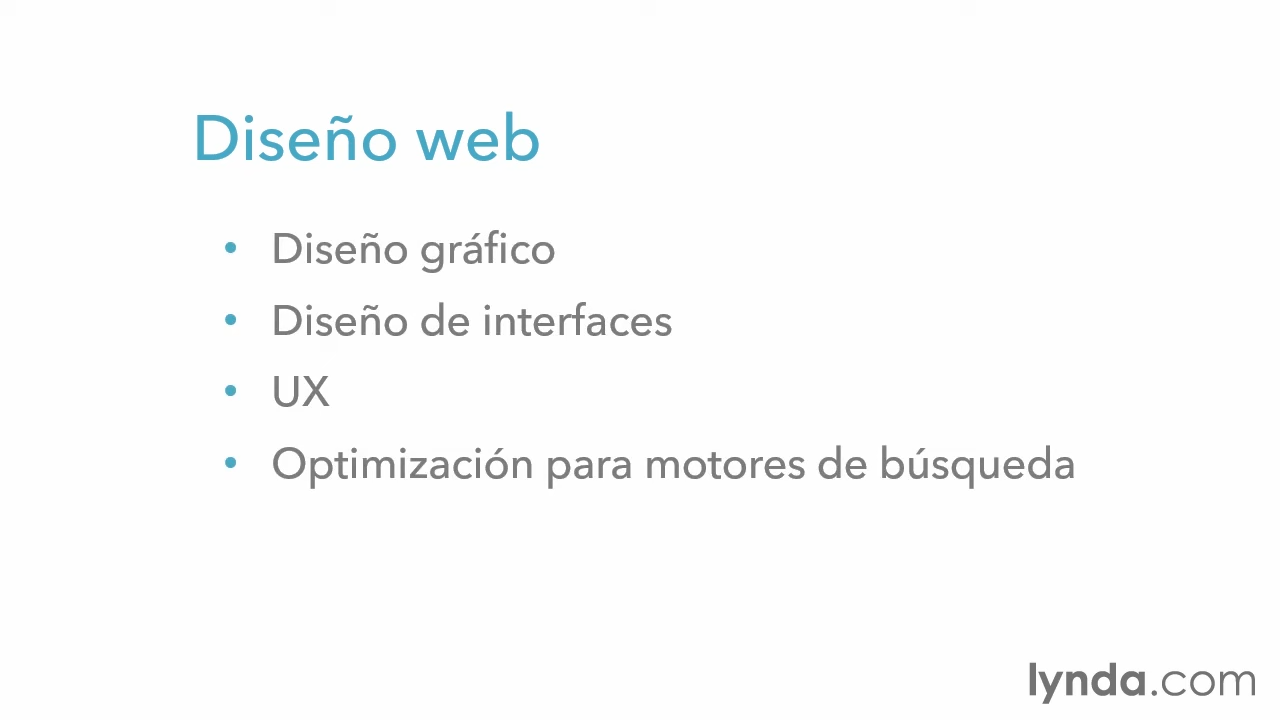 Diseño web
• Diseño gráfico
• Diseño de interfaces
• UX
• Optimización para motores de búsqueda
lynda.com